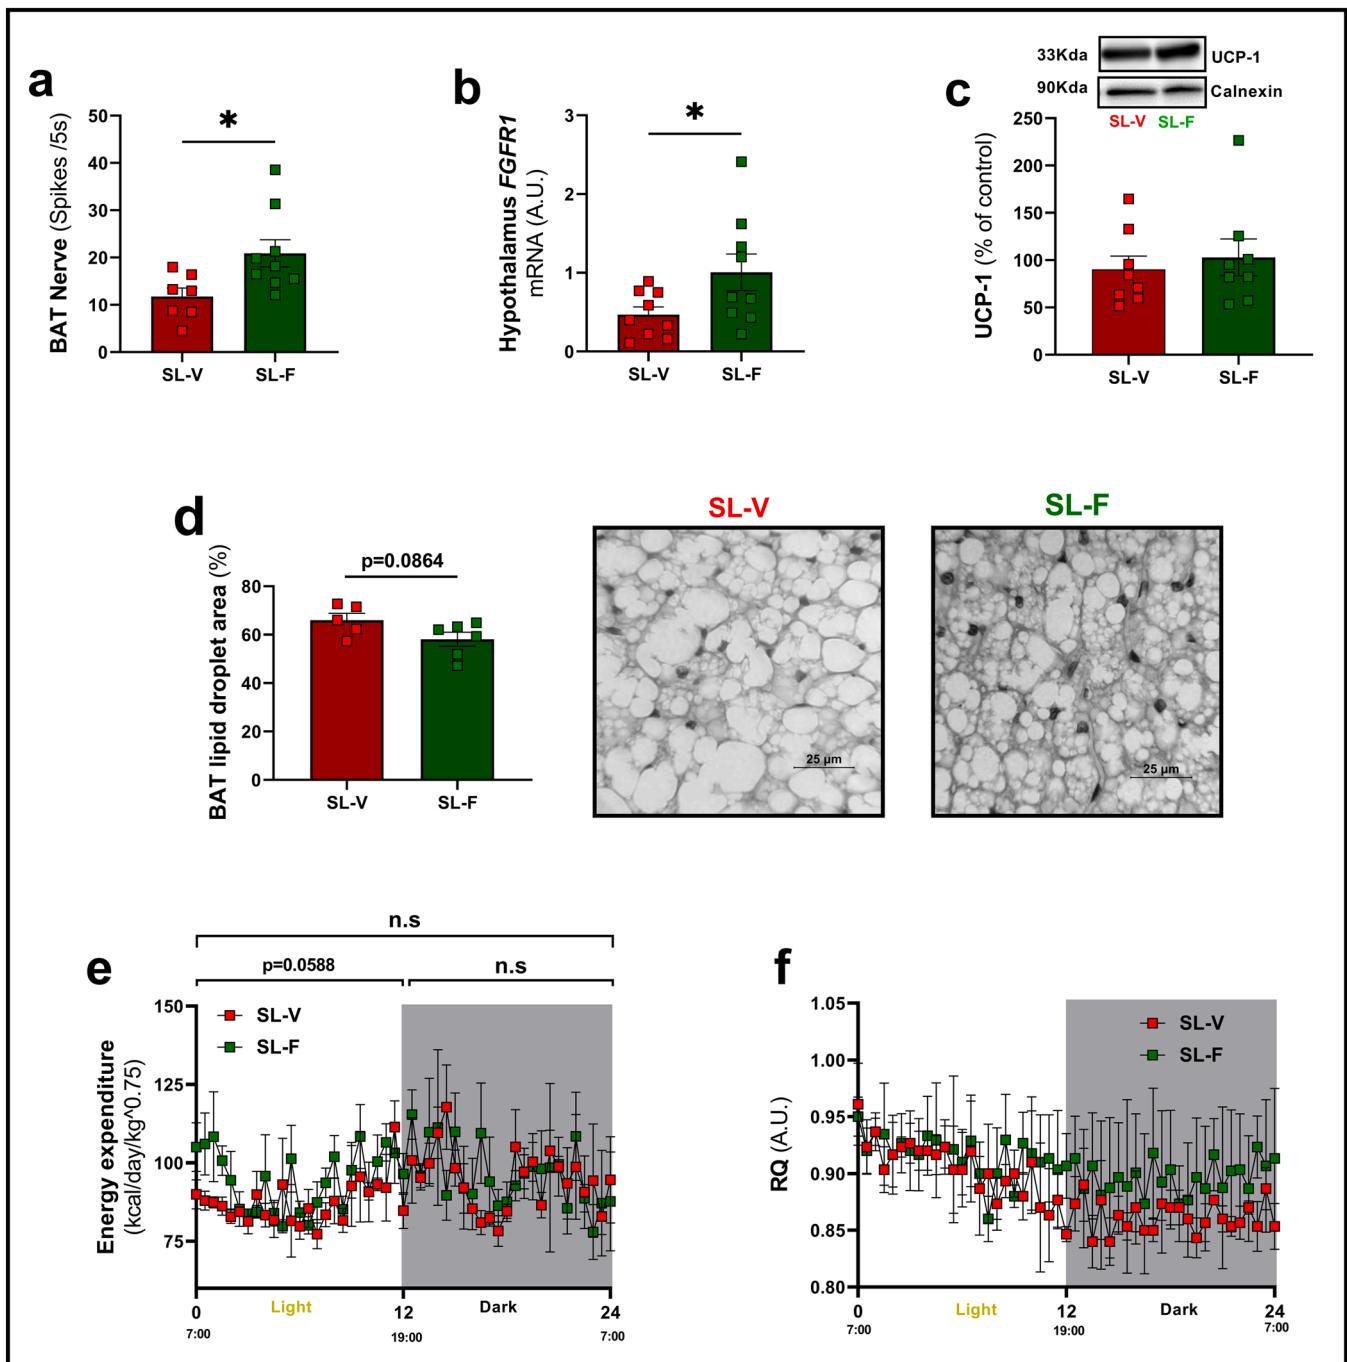 a
BAT Nerve (Spikes /5s)
50
40
30
20
10
0
*
SL-V
SL-F
b
Hypothalamus FGFR1
mRNA (A.U.)
3
2
1
0
*
SL-V
SL-F
c
33Kda
UCP-1
90Kda
Calnexin
SL-V SL-F
UCP-1 (% of control)
250
200
150
100
50
0
SL-V
SL-F
d
BAT lipid droplet area (%)
p=0.0864
80
60
40
20
0
SL-V
SL-F
SL-V
25 µm
SL-F
25 µm
e
n.s
p=0.0588
n.s
Energy expenditure
(kcal/day/kg^0.75)
150
125
100
75
SL-V
SL-F
0
12
24
Light
Dark
7:00
19:00
7:00
f
RQ (A.U.)
1.05
1.00
0.95
0.90
0.85
0.80
SL-V
SL-F
0
12
24
Light
Dark
7:00
19:00
7:00